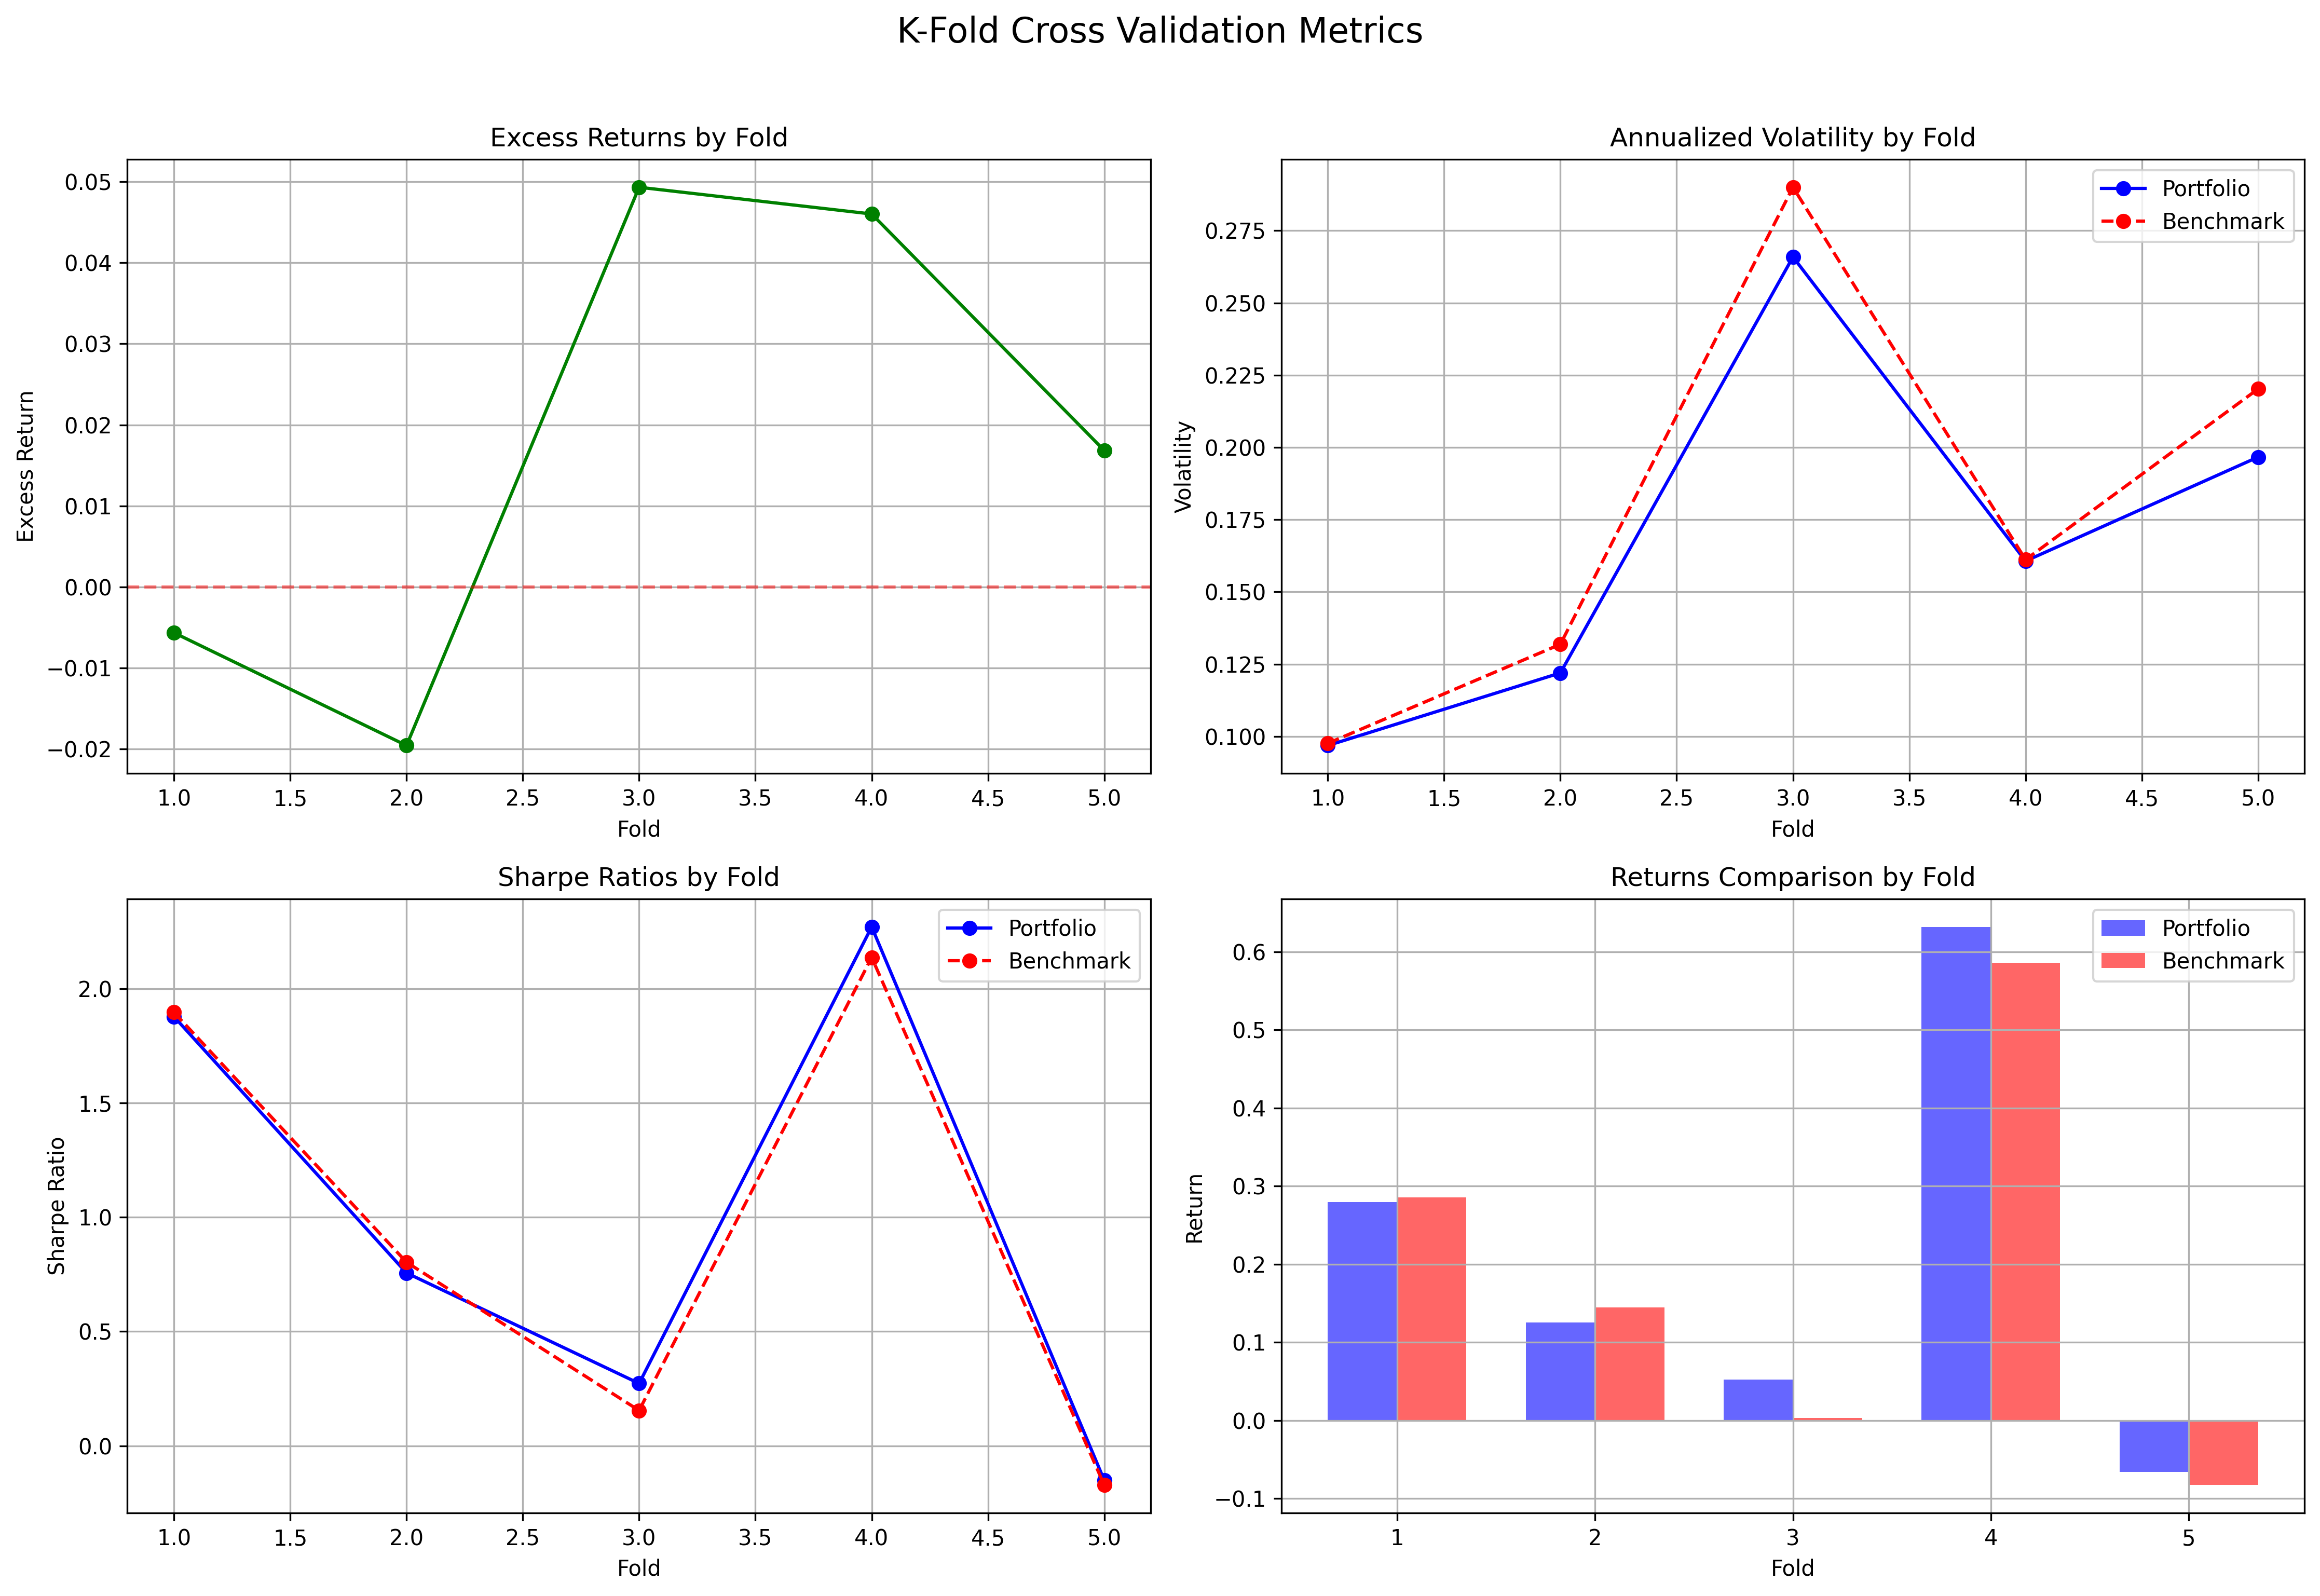 K-Fold Cross Validation Metrics
Excess Returns by Fold
0.05
0.04
0.03
0.02
0.01
0.00
−0.01
−0.02
Excess Return
1.0 1.5 2.0 2.5 3.0 3.5 4.0 4.5 5.0
Fold
Annualized Volatility by Fold
Portfolio
Benchmark
0.275
0.250
0.225
0.200
0.175
0.150
0.125
0.100
Volatility
1.0 1.5 2.0 2.5 3.0 3.5 4.0 4.5 5.0
Fold
Sharpe Ratios by Fold
Portfolio
Benchmark
2.0
1.5
1.0
0.5
0.0
Sharpe Ratio
1.0 1.5 2.0 2.5 3.0 3.5 4.0 4.5 5.0
Fold
Returns Comparison by Fold
Portfolio
Benchmark
0.6
0.5
0.4
0.3
0.2
0.1
0.0
−0.1
Return
1 2 3 4 5
Fold